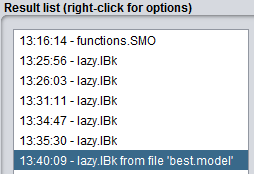 Result list (right-click for options)
13:16:14 - functions.SMO
13:25:56 - lazy.IBk
13:26:03 - lazy.IBk
13:31:11 - lazy.IBk
13:34:47 - lazy.IBk
13:35:30 - lazy.IBk
13:40:09 - lazy.IBk from file 'best.model'